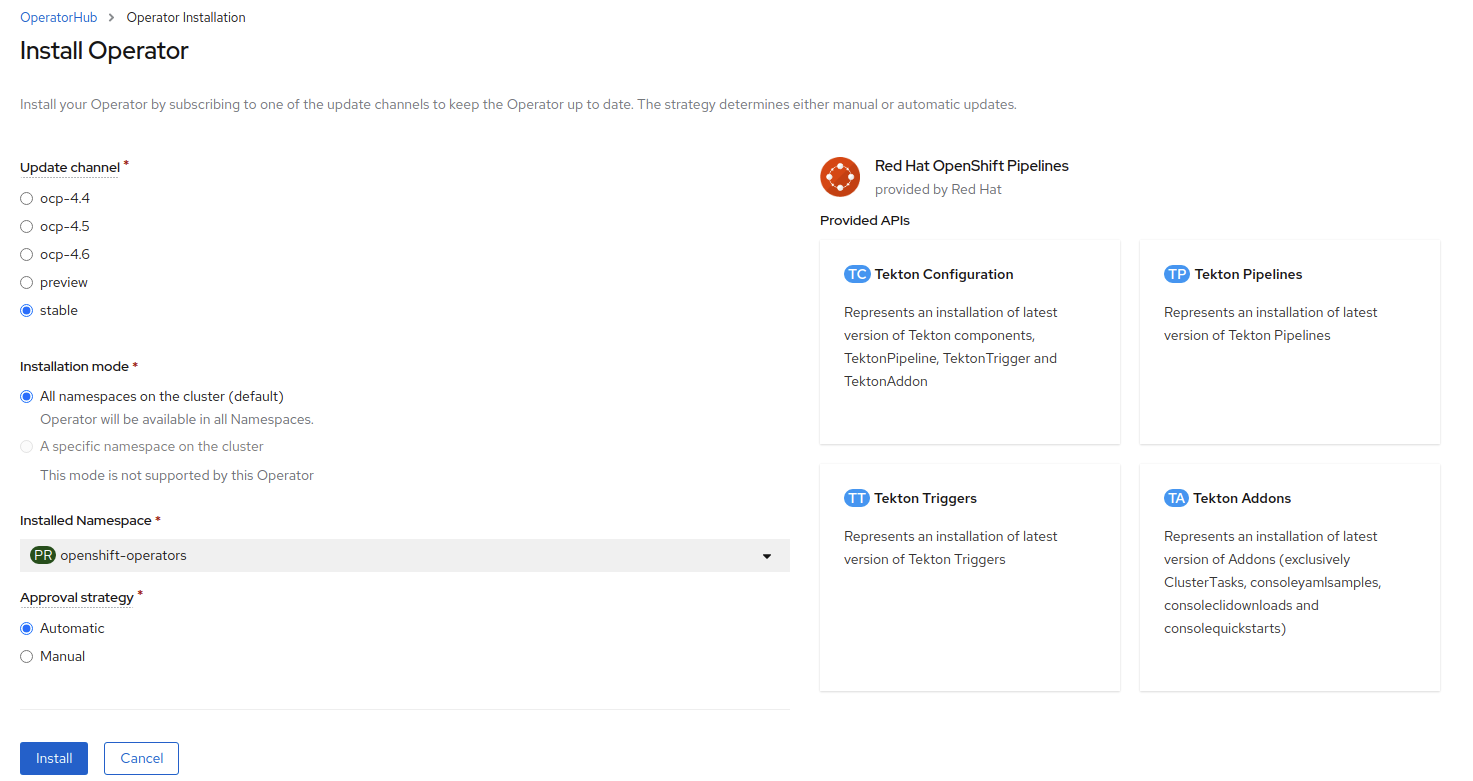 OperatorHub > Operator Installation
Install Operator
Install your Operator by subscribing to one of the update channels to keep the Operator up to date. The strategy determines either manual or automatic updates.
Update channel *
ocp-4.4
ocp-4.5
ocp-4.6
preview
stable
Installation mode *
All namespaces on the cluster (default)
Operator will be available in all Namespaces.
A specific namespace on the cluster
This mode is not supported by this Operator
Installed Namespace *
PR openshift-operators
Approval strategy *
Automatic
Manual
Install Cancel
Red Hat OpenShift Pipelines
provided by Red Hat
Provided APIs
TC Tekton Configuration
Represents an installation of latest
version of Tekton components,
TektonPipeline, TektonTrigger and
TektonAddon
TP Tekton Pipelines
Represents an installation of latest
version of Tekton Pipelines
TT Tekton Triggers
Represents an installation of latest
version of Tekton Triggers
TA Tekton Addons
Represents an installation of latest
version of Addons (exclusively
ClusterTasks, consoleyamlsamples,
consoleclidownloads and
consolequickstarts)